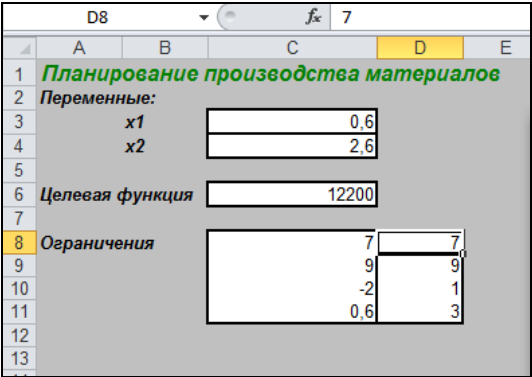 D8 fx 7
A B C D E
1 Планирование производства материалов
2 Переменные:
3 x1 0,6
4 x2 2,6
5
6 Целевая функция 12200
7
8 Ограничения 7 7
9 9 9
10 -2 1
11 0,6 3
12
13